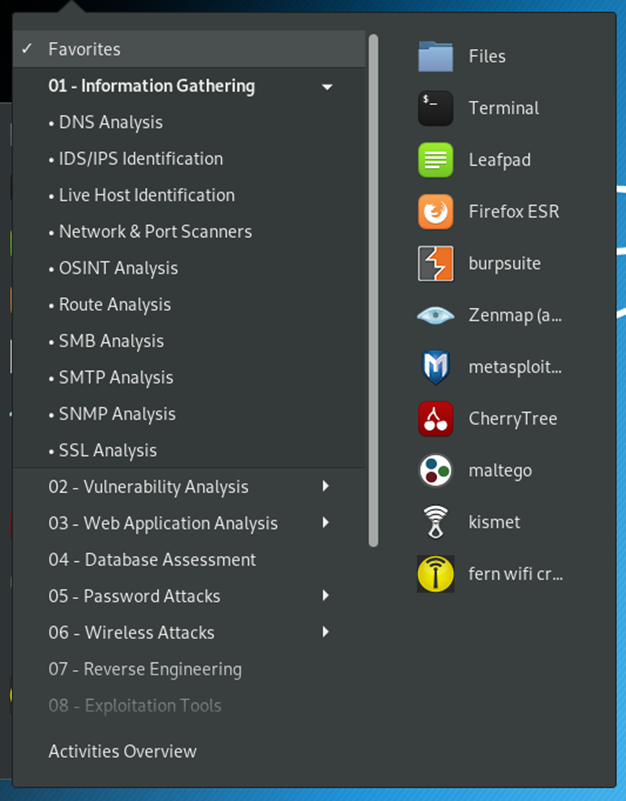 ✓ Favorites
01 - Information Gathering
• DNS Analysis
• IDS/IPS Identification
• Live Host Identification
• Network & Port Scanners
• OSINT Analysis
• Route Analysis
• SMB Analysis
• SMTP Analysis
• SNMP Analysis
• SSL Analysis
02 - Vulnerability Analysis
03 - Web Application Analysis
04 - Database Assessment
05 - Password Attacks
06 - Wireless Attacks
07 - Reverse Engineering
08 - Exploitation Tools
Activities Overview
Files
$_
Terminal
Leafpad
Firefox ESR
burpsuite
Zenmap (a...
metasploit...
CherryTree
maltego
kismet
fern wifi cr...